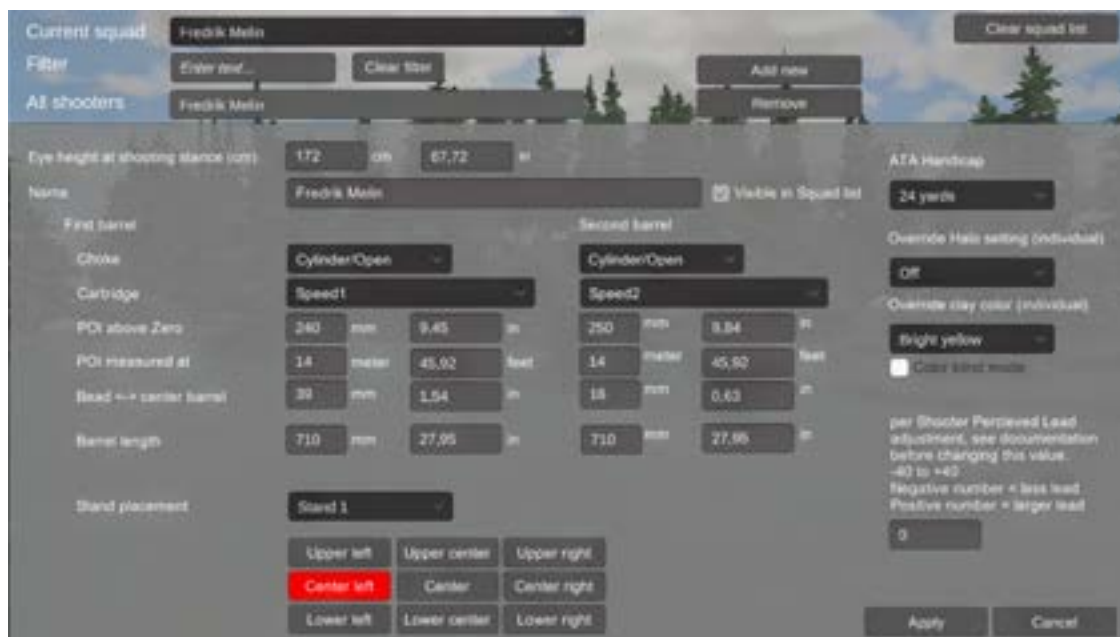 Current squad Fredrik Melin Clear squad list
Filter Enter text... Clear filter Add new
All shooters Fredrik Melin Remove
Eye height at shooting stance (cm) 172 cm 67,72 in
ATA Handicap
Name Fredrik Melin Visible in Squad list
24 yards
First barrel Second barrel
Override Halo setting (individual)
Choke Cylinder/Open Cylinder/Open
Off
Cartridge Speed1 Speed2
Override clay color (individual)
POI above Zero 240 mm 9,45 in 250 mm 9,84 in
Bright yellow
POI measured at 14 meter 45,92 feet 14 meter 45,92 feet
Color blind mode
Bead <-> center barrel 39 mm 1,54 in 16 mm 0,63 in
Barrel length 710 mm 27,95 in 710 mm 27,95 in
per Shooter Percieved Lead
adjustment, see documentation
before changing this value.
-40 to +40
Negative number = less lead
Positive number = larger lead
0
Stand placement Stand 1
Upper left Upper center Upper right
Center left Center Center right
Lower left Lower center Lower right
Apply Cancel